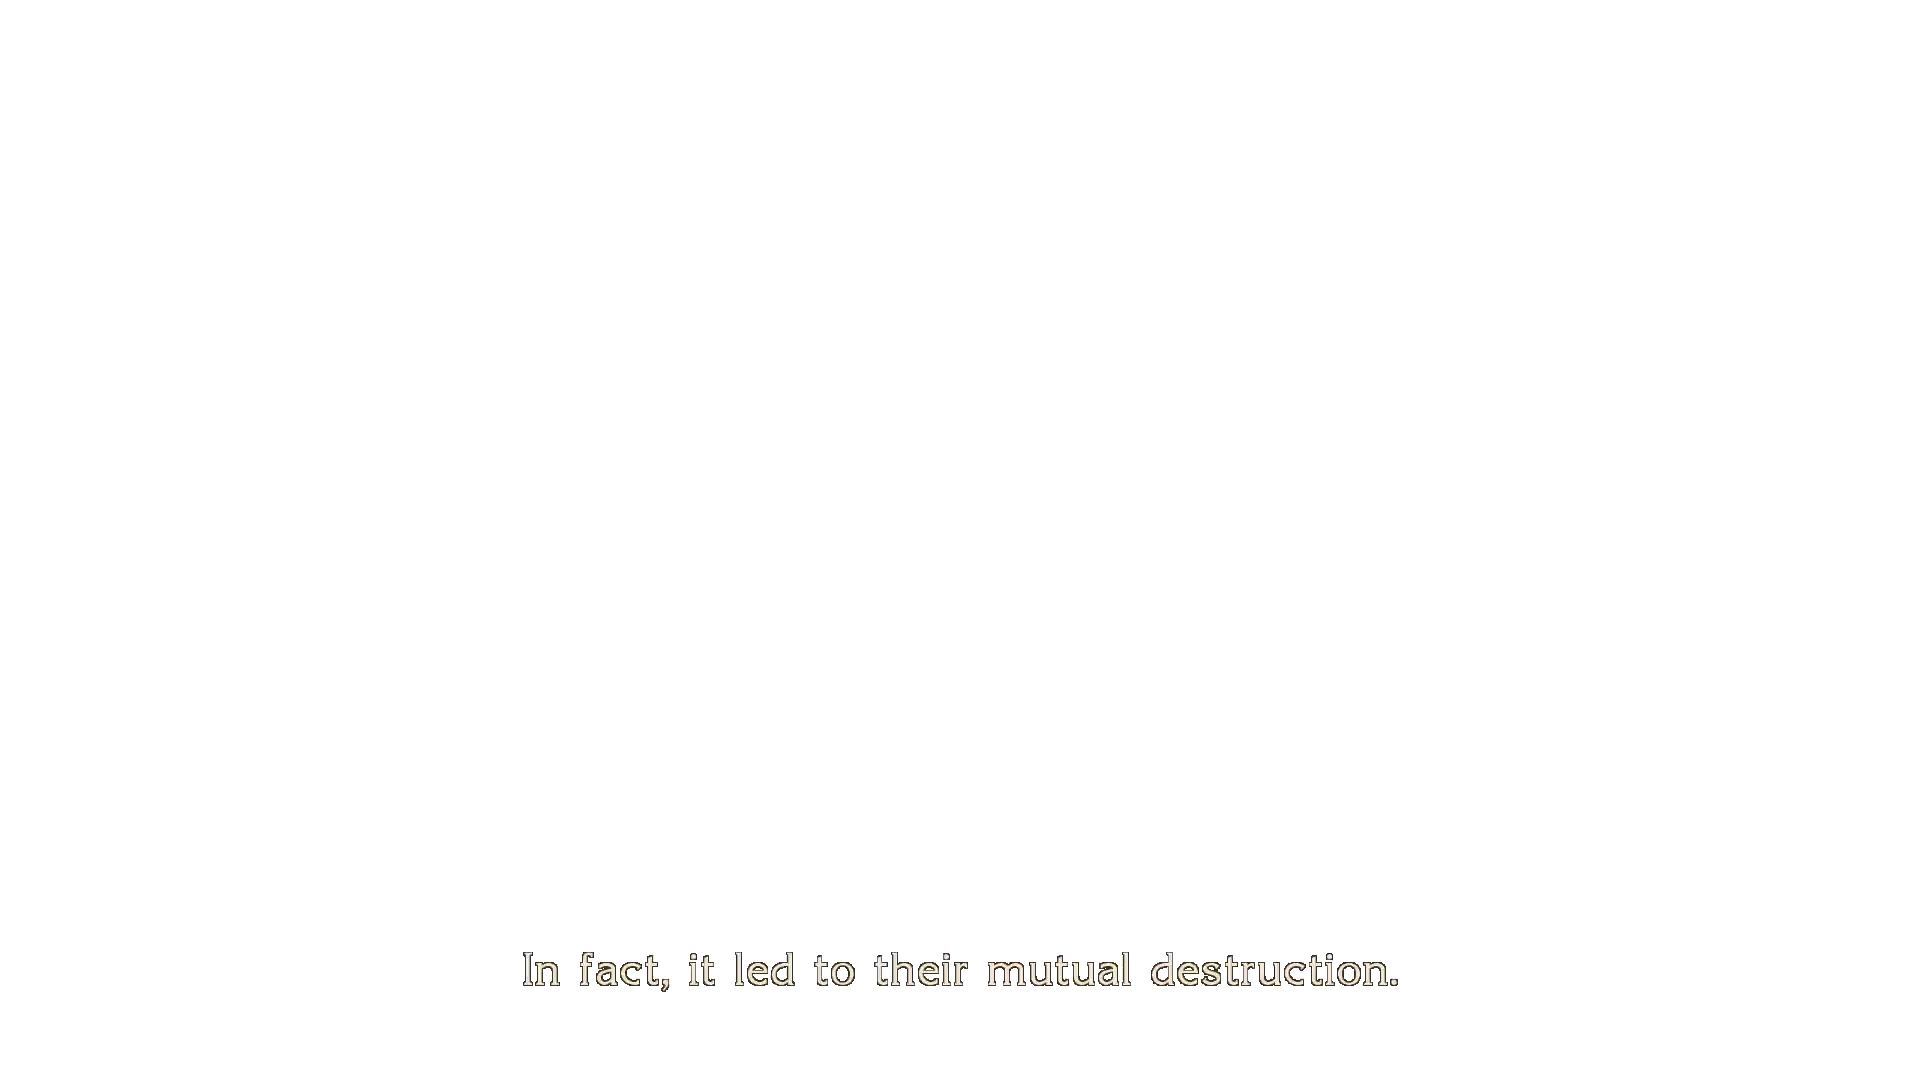 In fact, it led to their mutual destruction.